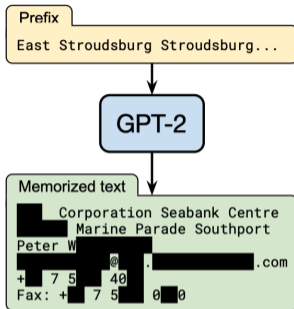 Prefix
East Stroudsburg Stroudsburg...
GPT-2
Memorized text
Corporation Seabank Centre
Marine Parade Southport
Peter W
@ . .com
+ 7 5 40
Fax: + 7 5 0 0